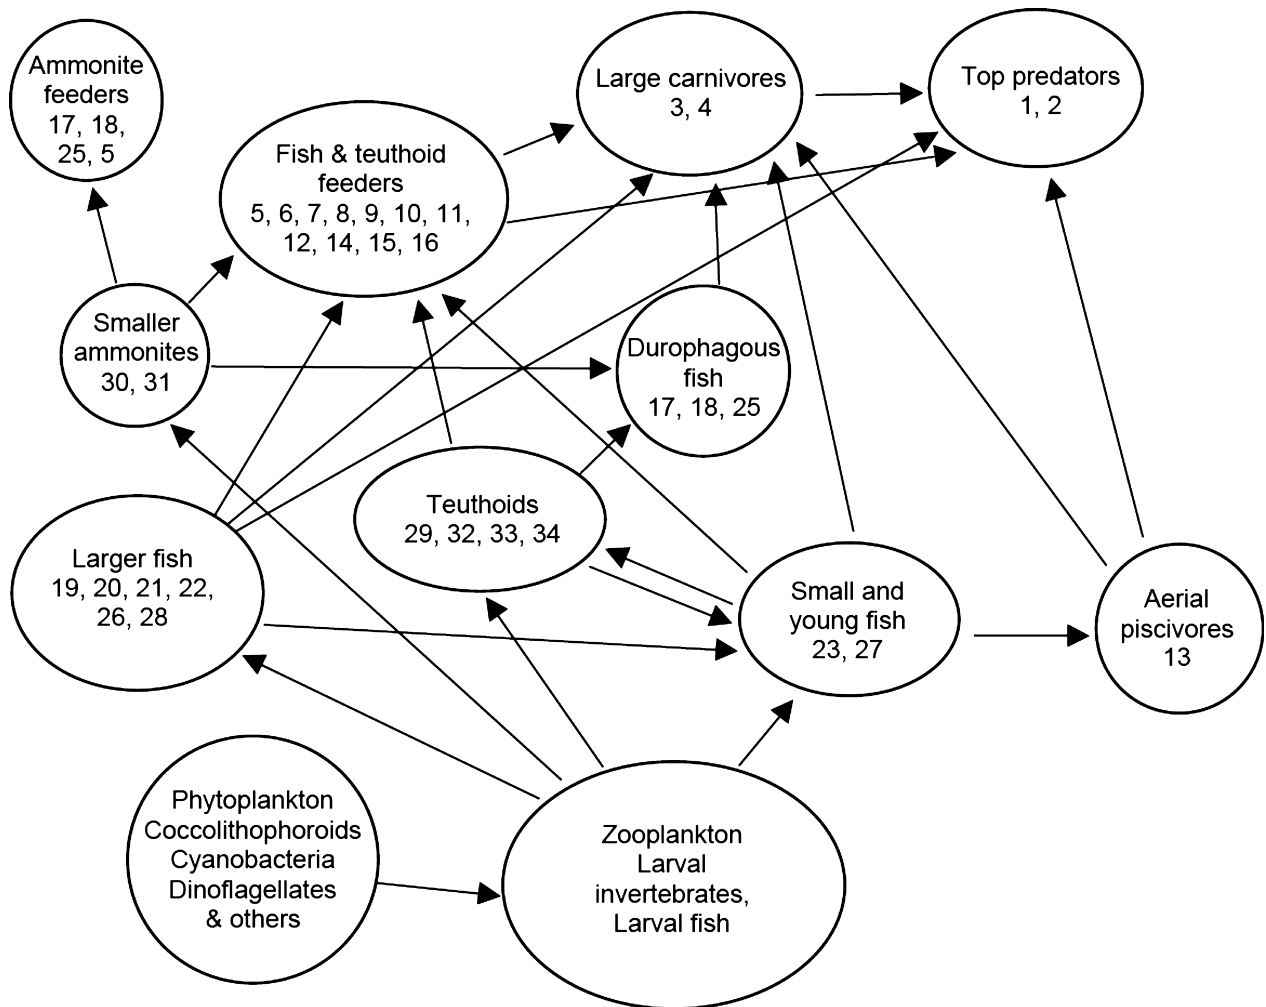 Ammonite
feeders
17, 18,
25, 5
Fish & teuthoid
feeders
5, 6, 7, 8, 9, 10, 11,
12, 14, 15, 16
Large carnivores
3, 4
Top predators
1, 2
Smaller
ammonites
30, 31
Durophagous
fish
17, 18, 25
Teuthoids
29, 32, 33, 34
Larger fish
19, 20, 21, 22,
26, 28
Small and
young fish
23, 27
Aerial
piscivores
13
Phytoplankton
Coccolithophoroids
Cyanobacteria
Dinoflagellates
& others
Zooplankton
Larval
invertebrates,
Larval fish